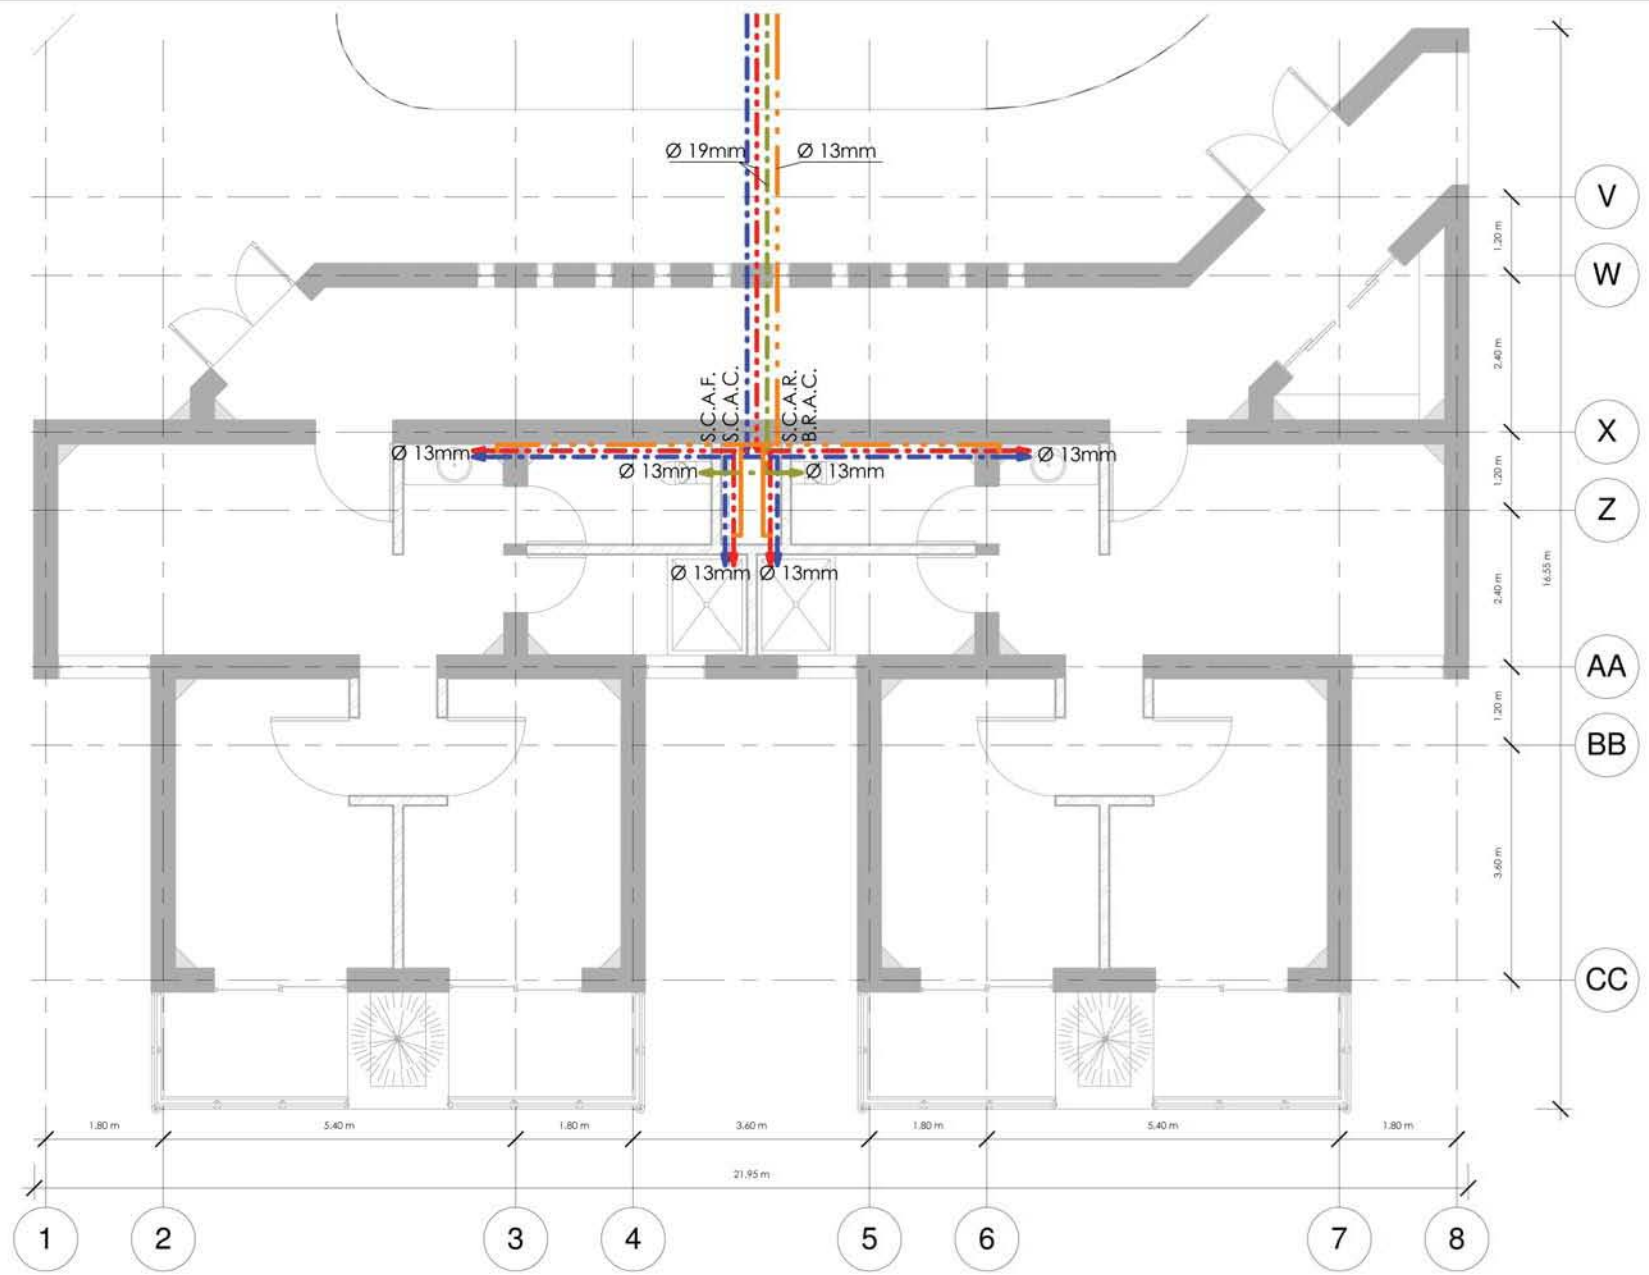 Ø 19mm
Ø 13mm
V
1.20 m
W
2.40 m
S.C.A.F.
S.C.A.C.
S.C.A.R.
B.R.A.C.
X
Ø 13mm
Ø 13mm
Ø 13mm
Ø 13mm
1.20 m
Z
Ø 13mm
Ø 13mm
2.40 m
16.55 m
AA
1.20 m
BB
3.60 m
CC
1.80 m
5.40 m
1.80 m
3.60 m
1.80 m
5.40 m
1.80 m
21.95 m
1
2
3
4
5
6
7
8